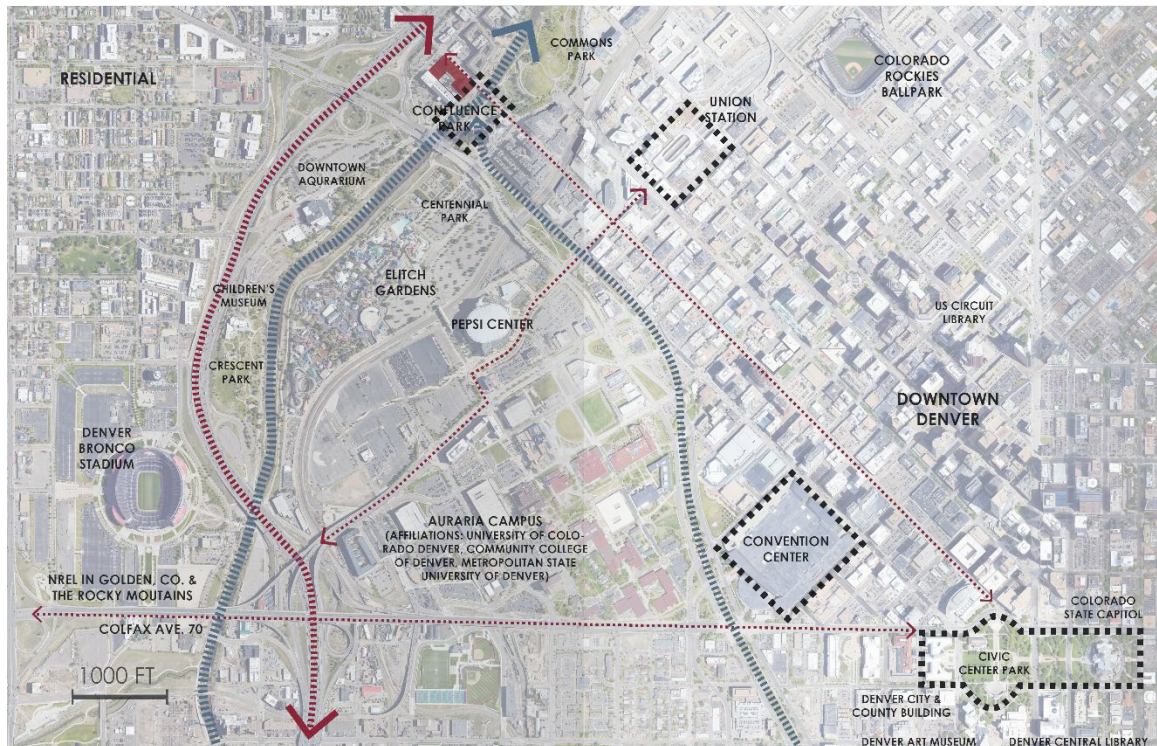 COMMONS
PARK
RESIDENTIAL
COLORADO
ROCKIES
BALLPARK
UNION
STATION
CONFLUENCE
PARK
DOWNTOWN
AQURARIUM
CENTENNIAL
PARK
ELITCH
GARDENS
CHILDREN'S
MUSEUM
PEPSI CENTER
US CIRCUIT
LIBRARY
CRESCENT
PARK
DOWNTOWN
DENVER
DENVER
BRONCO
STADIUM
AURARIA CAMPUS
(AFFILIATIONS: UNIVERSITY OF COLO-
RADO DENVER, COMMUNITY COLLEGE
OF DENVER, METROPOLITAN STATE
UNIVERSITY OF DENVER)
CONVENTION
CENTER
NREL IN GOLDEN, CO. &
THE ROCKY MOUTAINS
COLFAX AVE. 70
COLORADO
STATE CAPITOL
CIVIC
CENTER PARK
1000 FT
DENVER CITY &
COUNTY BUILDING
DENVER ART MUSEUM
DENVER CENTRAL LIBRARY